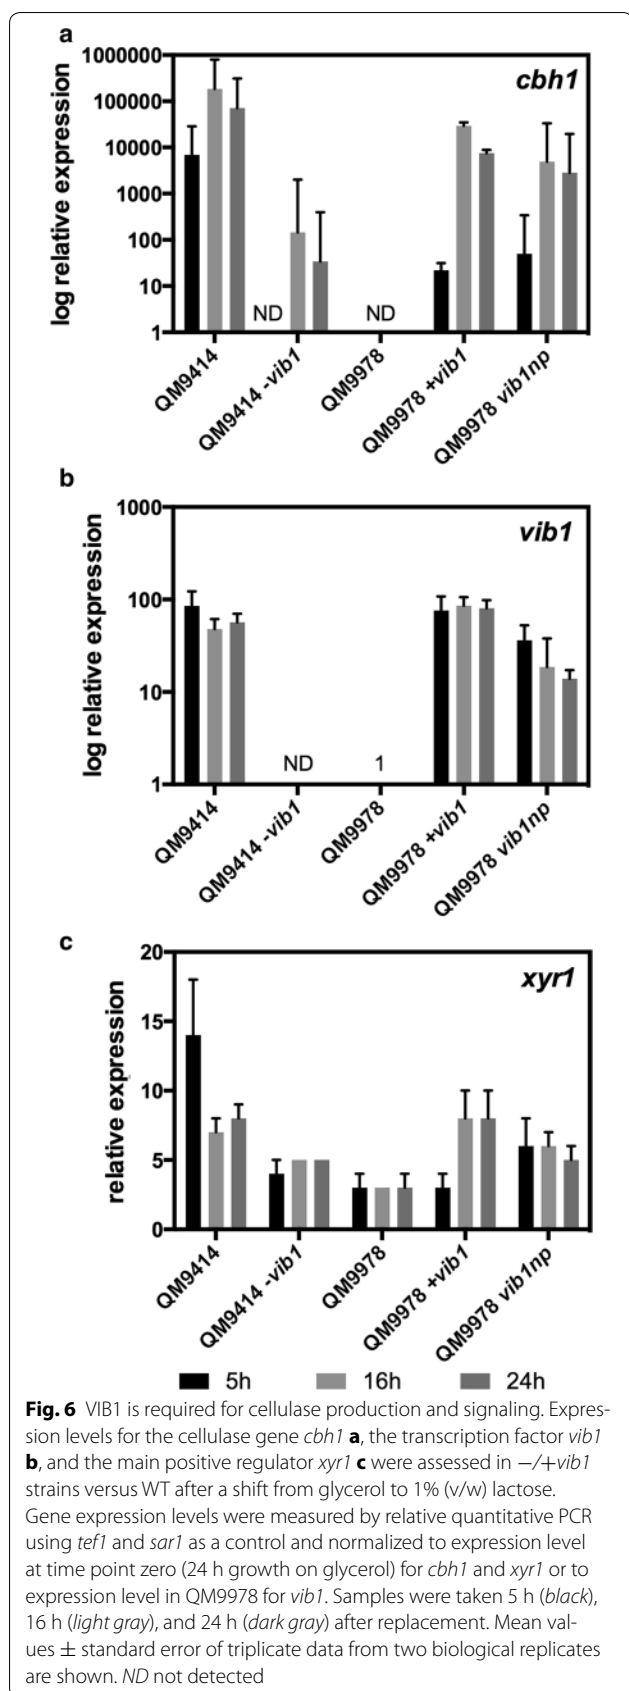 a
cbh1
log relative expression
1000000
100000
10000
1000
100
10
1
ND
ND
QM9414
QM9414 -vib1
QM9978
QM9978 +vib1
QM9978 vib1np
b
vib1
log relative expression
1000
100
10
1
ND
1
QM9414
QM9414 -vib1
QM9978
QM9978 +vib1
QM9978 vib1np
c
xyr1
relative expression
20
15
10
5
0
QM9414
QM9414 -vib1
QM9978
QM9978 +vib1
QM9978 vib1np
5h 16h 24h
Fig. 6 VIB1 is required for cellulase production and signaling. Expres-
sion levels for the cellulase gene cbh1 a, the transcription factor vib1
b, and the main positive regulator xyr1 c were assessed in −/+vib1
strains versus WT after a shift from glycerol to 1% (v/w) lactose.
Gene expression levels were measured by relative quantitative PCR
using tef1 and sar1 as a control and normalized to expression level
at time point zero (24 h growth on glycerol) for cbh1 and xyr1 or to
expression level in QM9978 for vib1. Samples were taken 5 h (black),
16 h (light gray), and 24 h (dark gray) after replacement. Mean val-
ues ± standard error of triplicate data from two biological replicates
are shown. ND not detected